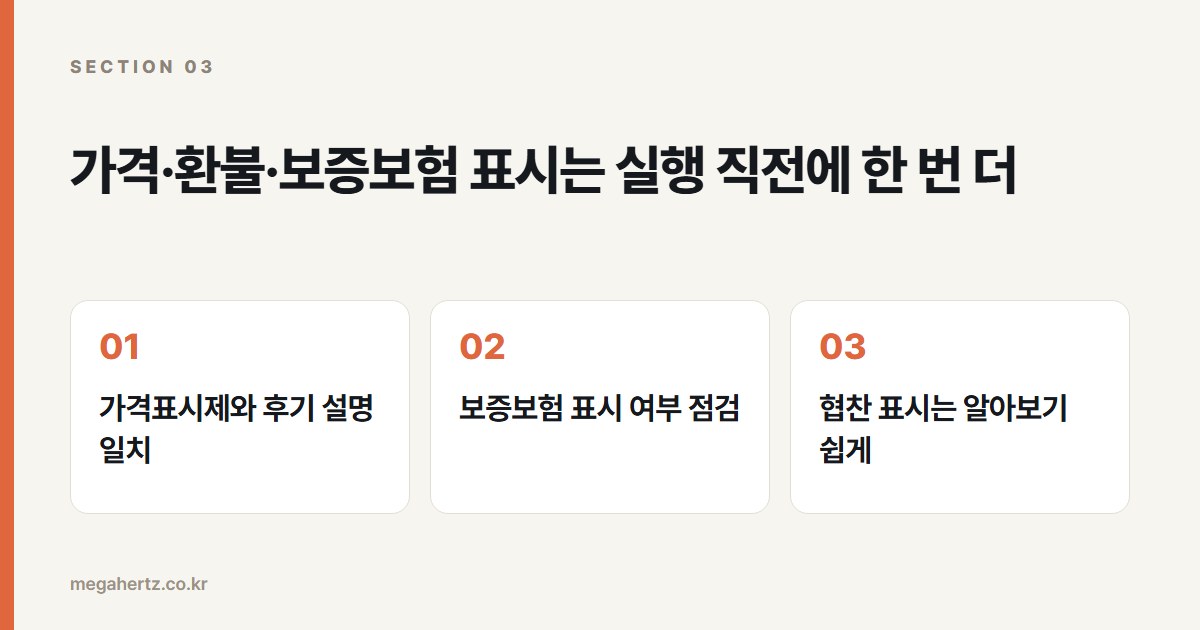 SECTION 03
가격·환불·보증보험 표시는 실행 직전에 한 번 더
01
가격표시제와 후기 설명
일치
02
보증보험 표시 여부 점검
03
협찬 표시는 알아보기
쉽게
megahertz.co.kr